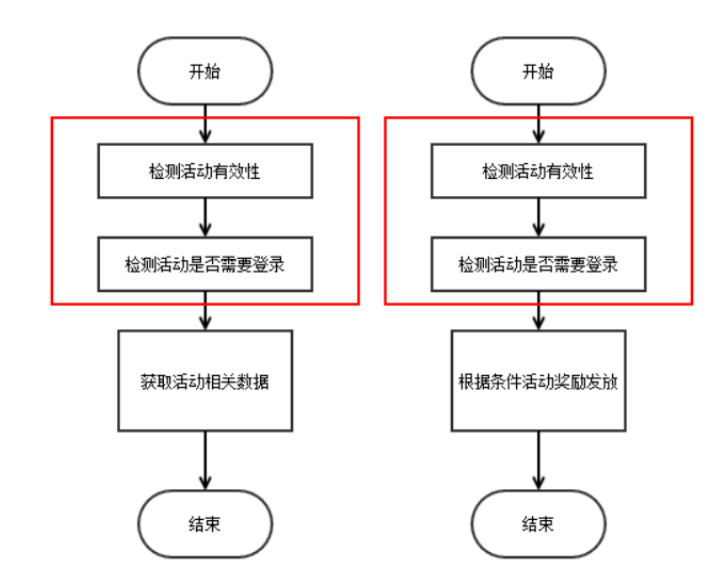 开始
检测活动有效性
检测活动是否需要登录
获取活动相关数据
结束
开始
检测活动有效性
检测活动是否需要登录
根据条件活动奖励发放
结束